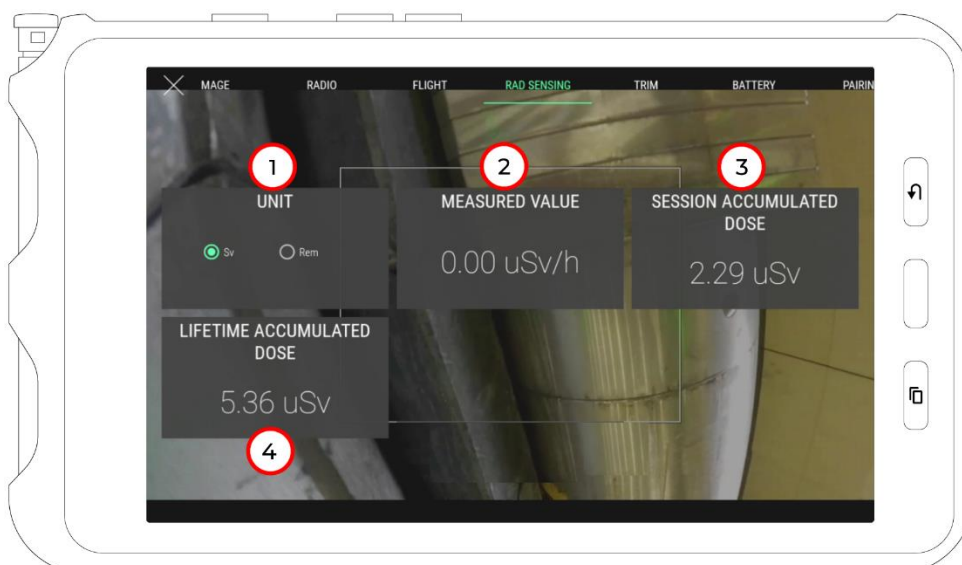 MAGE RADIO FLIGHT RAD SENSING TRIM BATTERY PAIRIN
1 2 3
UNIT
Sv Rem
MEASURED VALUE
0.00 uSv/h
SESSION ACCUMULATED
DOSE
2.29 uSv
LIFETIME ACCUMULATED
DOSE
5.36 uSv
4